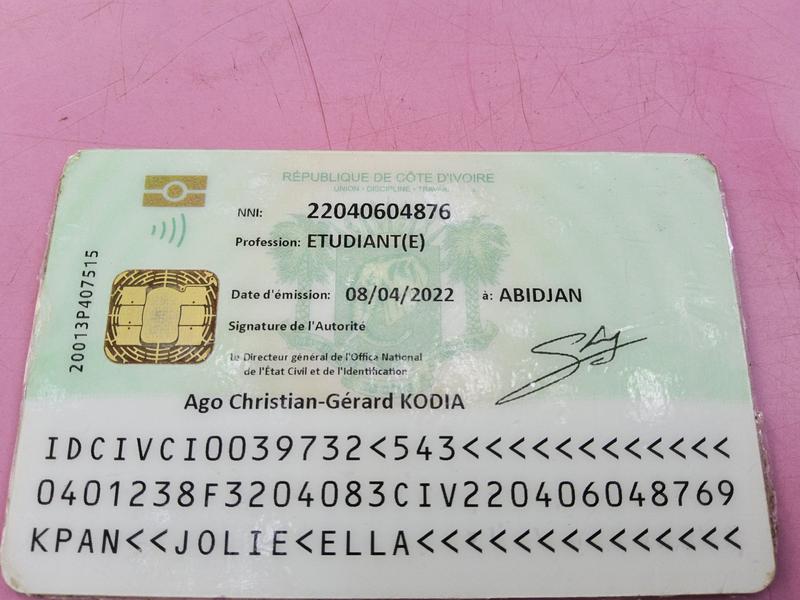 RÉPUBLIQUE DE CÔTE D'IVOIRE
UNION - DISCIPLINE - TRAVAIL
NNI: 22040604876
Profession: ETUDIANT(E)
20013P407515
Date d'émission: 08/04/2022 à: ABIDJAN
Signature de l'Autorité
Le Directeur général de l'Office National
de l'État Civil et de l'Identification
Ago Christian-Gérard KODIA
IDCIVCI0039732<543<<<<<<<<<<<<
0401238F3204083CIV220406048769
KPAN<<JOLIE<ELLA<<<<<<<<<<<<<<